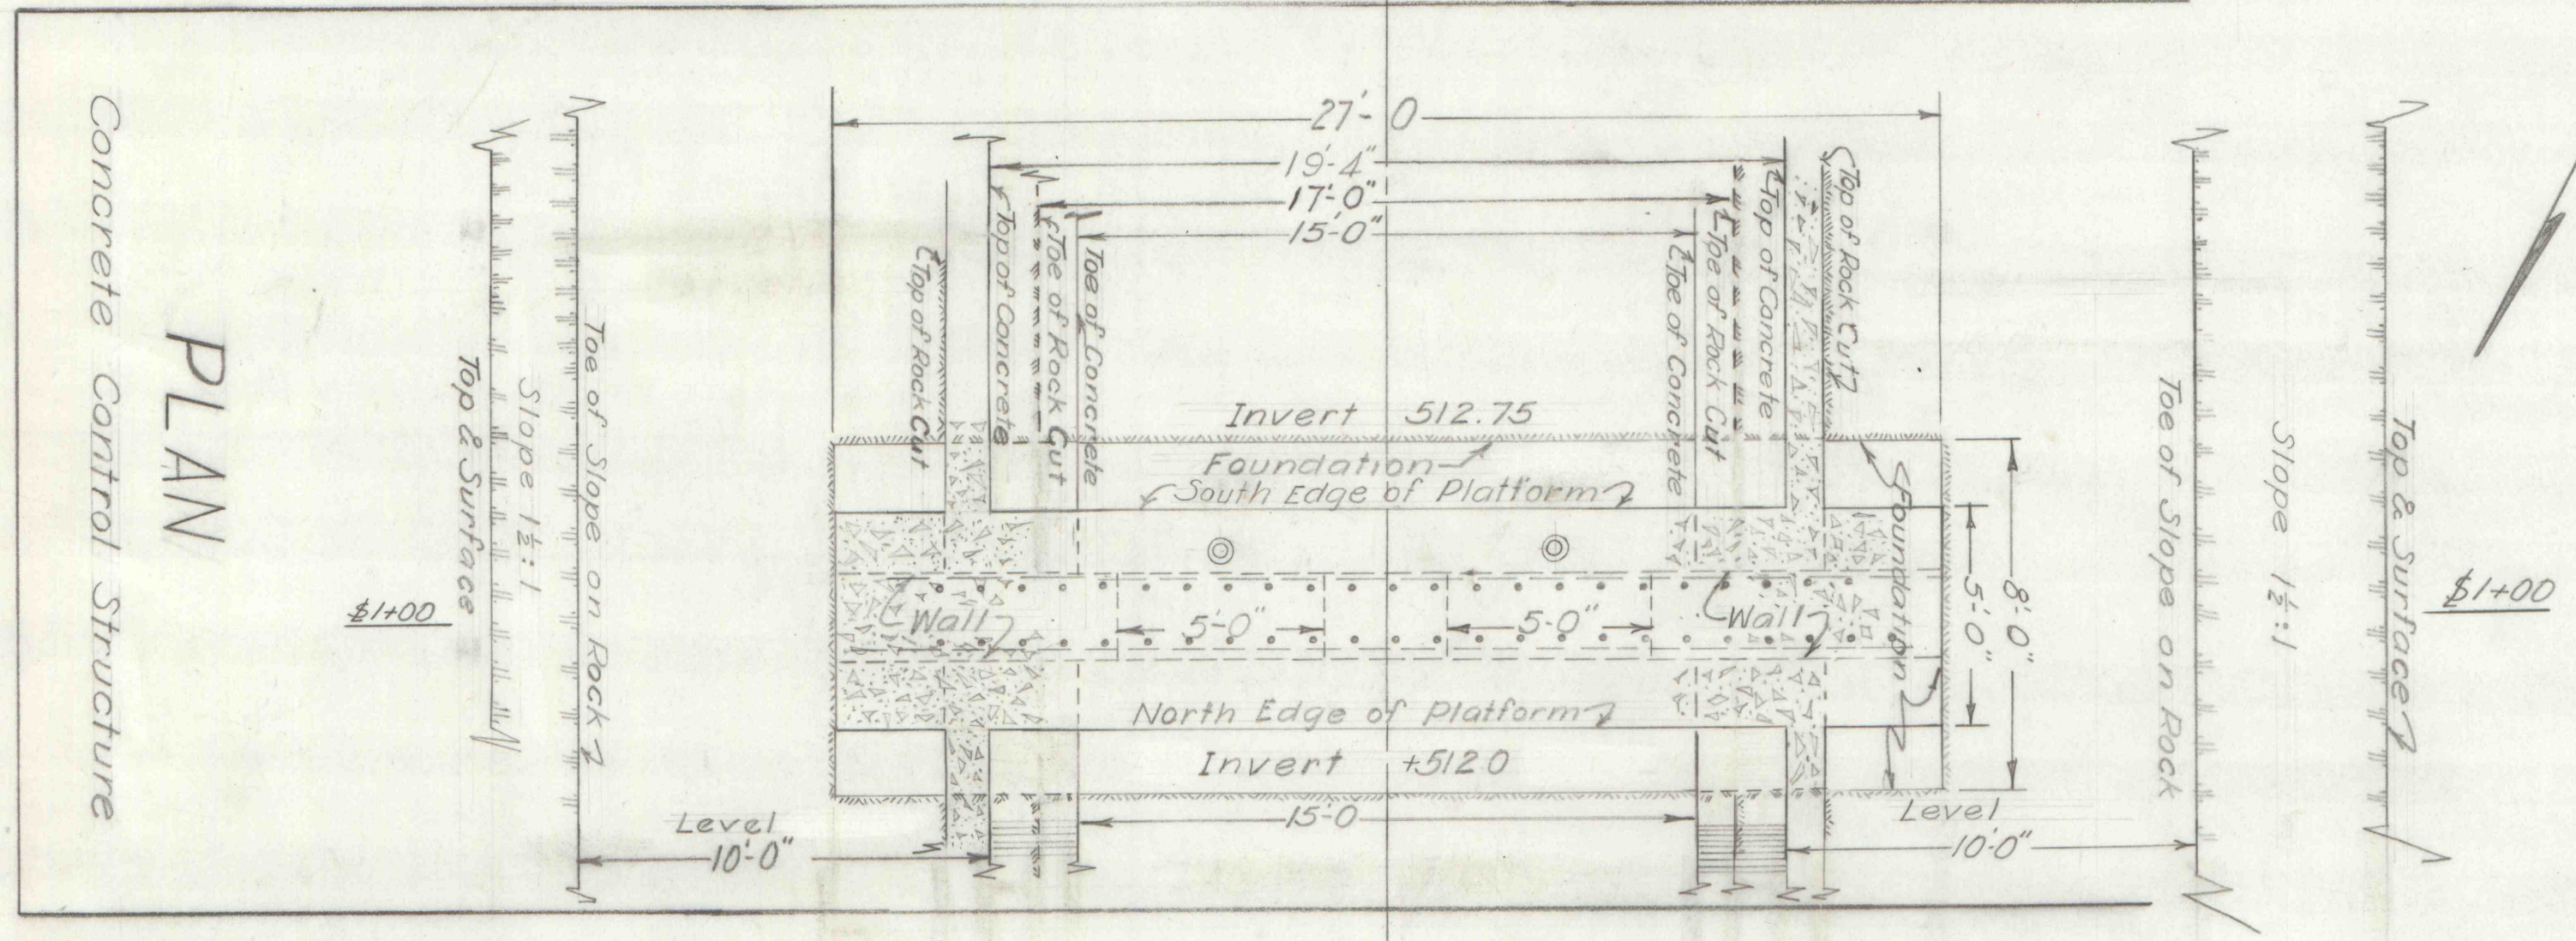 Concrete Control Structure
PLAN
Top & Surface
Slope 1½:1
Toe of Slope on Rock
27'-0
19'-4"
17'-0"
15'-0"
Top of Rock Cut
Top of Concrete
Toe of Rock Cut
Toe of Concrete
Toe of Concrete
Toe of Rock Cut
Top of Concrete
Top of Rock Cut
Invert 512.75
Foundation
South Edge of Platform
Foundation
1+00
Wall
5'-0"
5'-0"
Wall
5'-0"
8'-0"
North Edge of Platform
Invert +512.0
15'-0
Level
10'-0"
Level
10'-0"
Toe of Slope on Rock
Slope 1½:1
Top & Surface
1+00